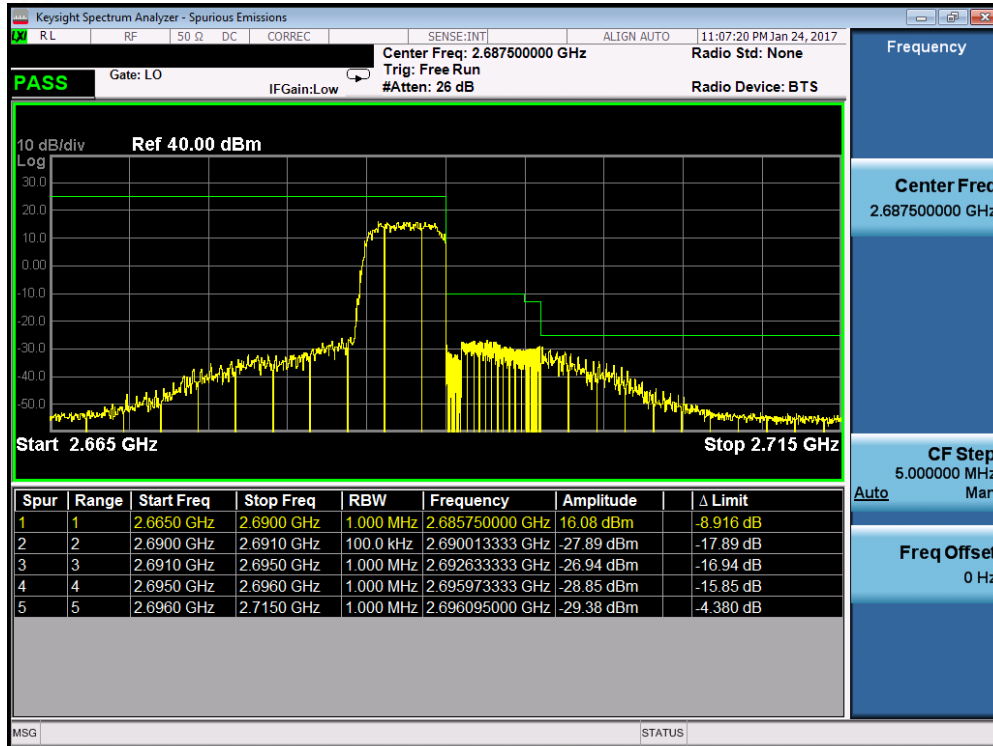 Keysight Spectrum Analyzer - Spurious Emissions
LXI RL RF 50 Ω DC CORREC SENSE:INT ALIGN AUTO 11:07:20 PM Jan 24, 2017
Center Freq: 2.687500000 GHz Radio Std: None
Gate: LO Trig: Free Run
PASS IFGain:Low #Atten: 26 dB Radio Device: BTS
Frequency
10 dB/div Ref 40.00 dBm
Log
30.0
20.0
10.0
0.00
-10.0
-20.0
-30.0
-40.0
-50.0
Start 2.665 GHz Stop 2.715 GHz
Spur Range Start Freq Stop Freq RBW Frequency Amplitude Δ Limit
1 1 2.6650 GHz 2.6900 GHz 1.000 MHz 2.685750000 GHz 16.08 dBm -8.916 dB
2 2 2.6900 GHz 2.6910 GHz 100.0 kHz 2.690013333 GHz -27.89 dBm -17.89 dB
3 3 2.6910 GHz 2.6950 GHz 1.000 MHz 2.692633333 GHz -26.94 dBm -16.94 dB
4 4 2.6950 GHz 2.6960 GHz 1.000 MHz 2.695973333 GHz -28.85 dBm -15.85 dB
5 5 2.6960 GHz 2.7150 GHz 1.000 MHz 2.696095000 GHz -29.38 dBm -4.380 dB
Center Freq
2.687500000 GHz
CF Step
5.000000 MHz
Auto Man
Freq Offset
0 Hz
MSG STATUS